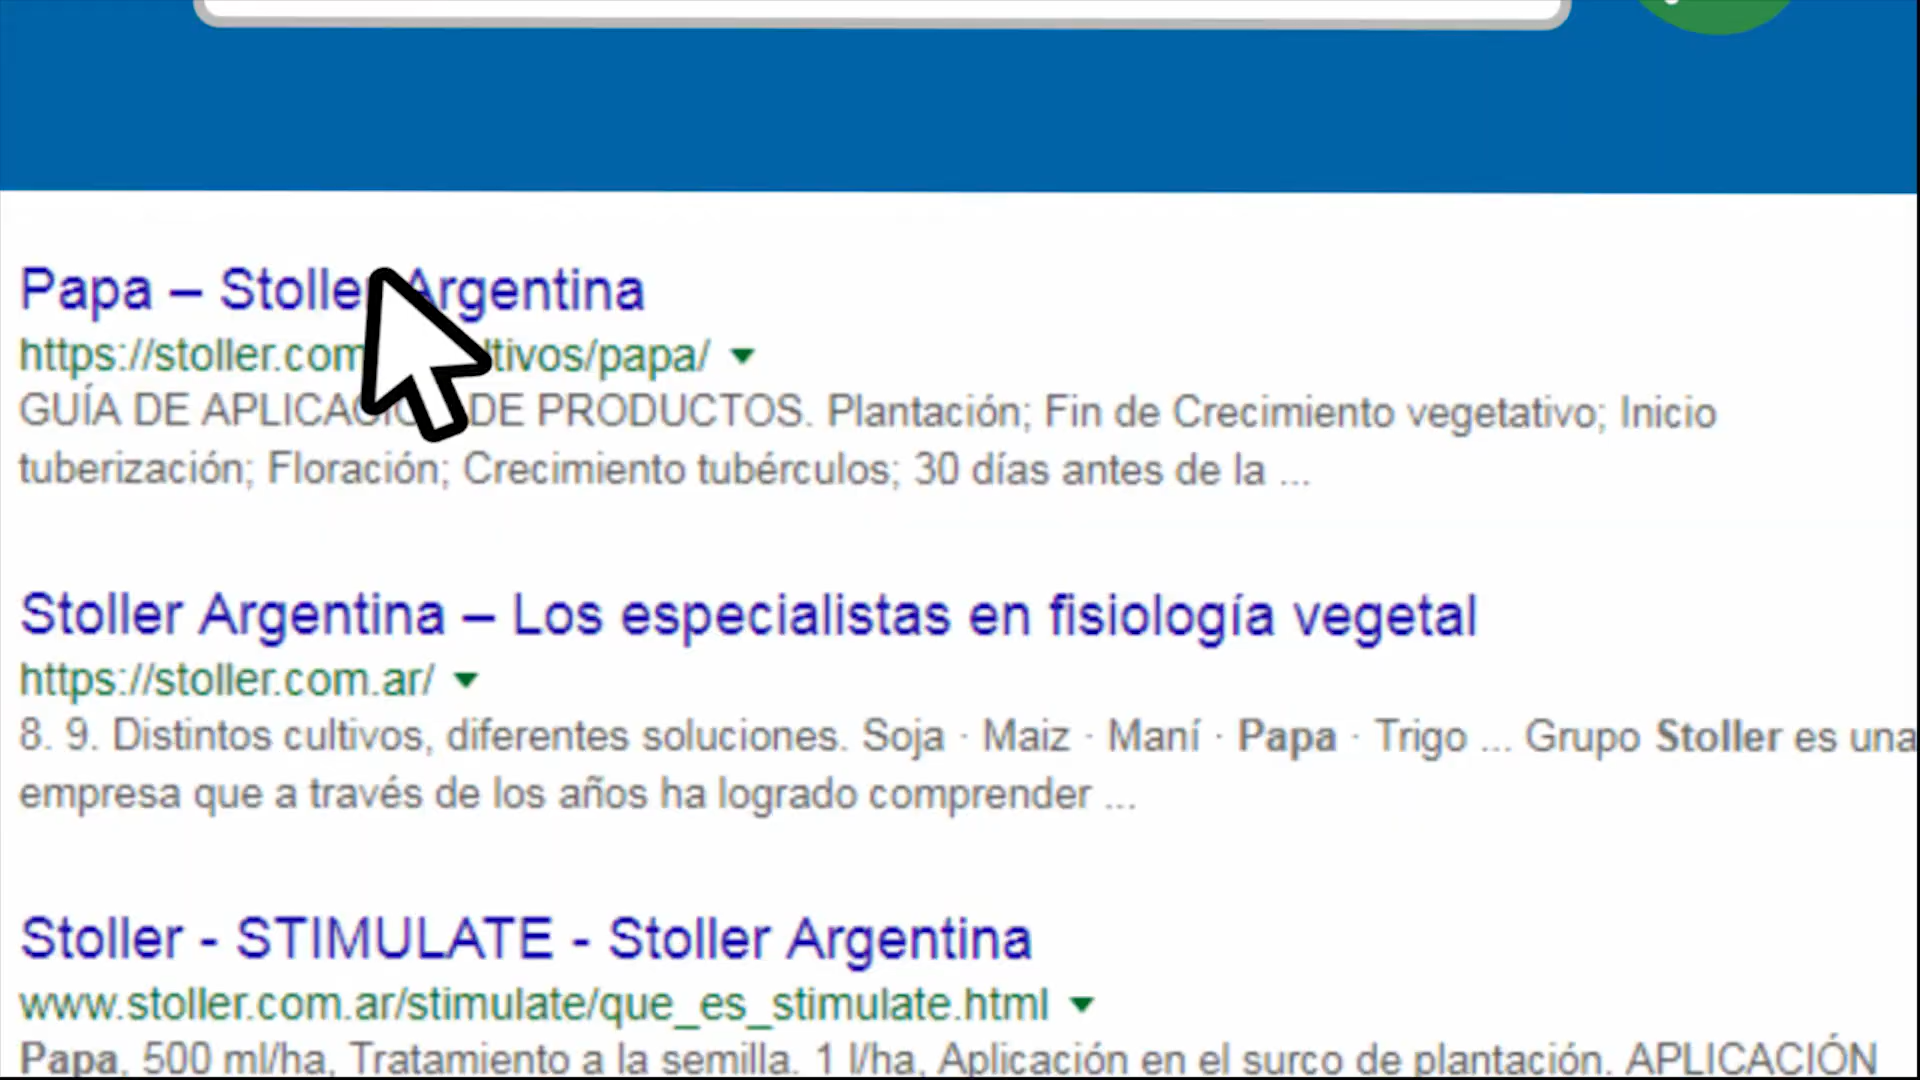 Papa – Stoller Argentina
https://stoller.com tivos/papa/
GUÍA DE APLICACIÓN DE PRODUCTOS. Plantación; Fin de Crecimiento vegetativo; Inicio
tuberización; Floración; Crecimiento tubérculos; 30 días antes de la ...
Stoller Argentina – Los especialistas en fisiología vegetal
https://stoller.com.ar/
8. 9. Distintos cultivos, diferentes soluciones. Soja · Maiz · Maní · Papa · Trigo ... Grupo Stoller es una
empresa que a través de los años ha logrado comprender ...
Stoller - STIMULATE - Stoller Argentina
www.stoller.com.ar/stimulate/que_es_stimulate.html
Papa, 500 ml/ha, Tratamiento a la semilla. 1 l/ha, Aplicación en el surco de plantación. APLICACIÓN